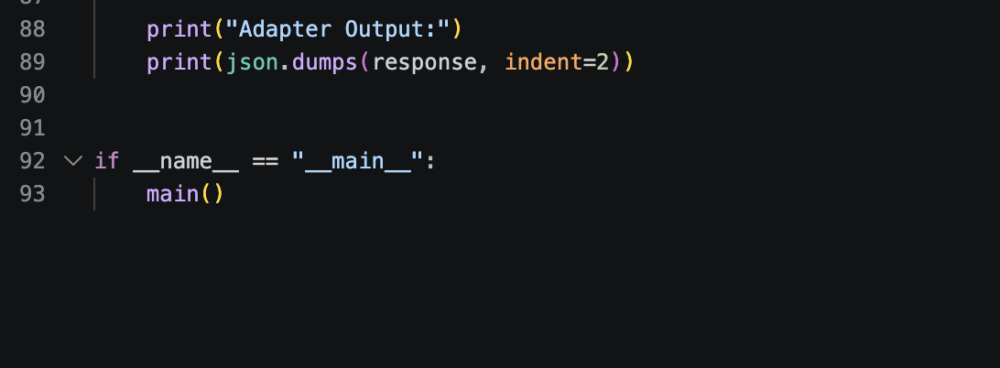 88 print("Adapter Output:")
89 print(json.dumps(response, indent=2))
90
91
92 if __name__ == "__main__":
93 main()